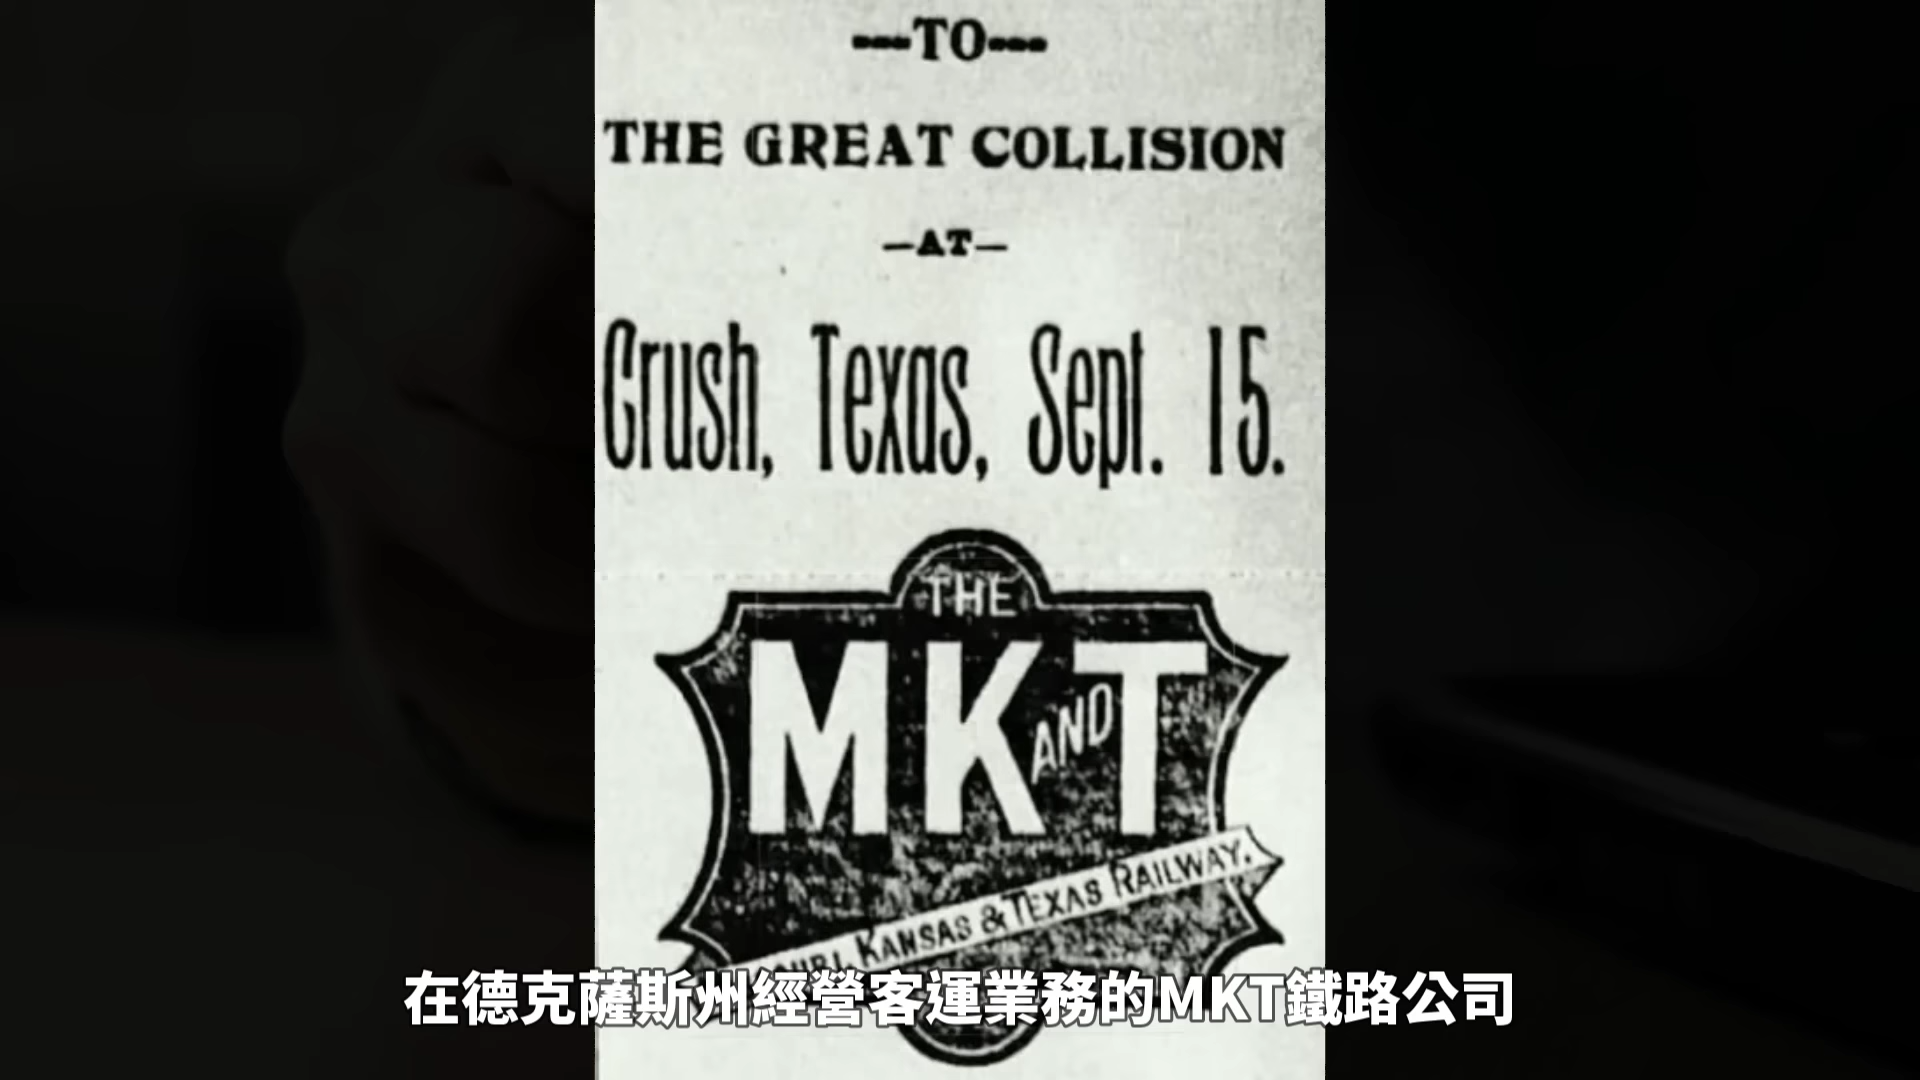 ---TO---
THE GREAT COLLISION
—AT—
Crush, Texas, Sept. 15.
THE
MK AND T
KANSAS & TEXAS RAILWAY.
在德克薩斯州經營客運業務的MKT鐵路公司